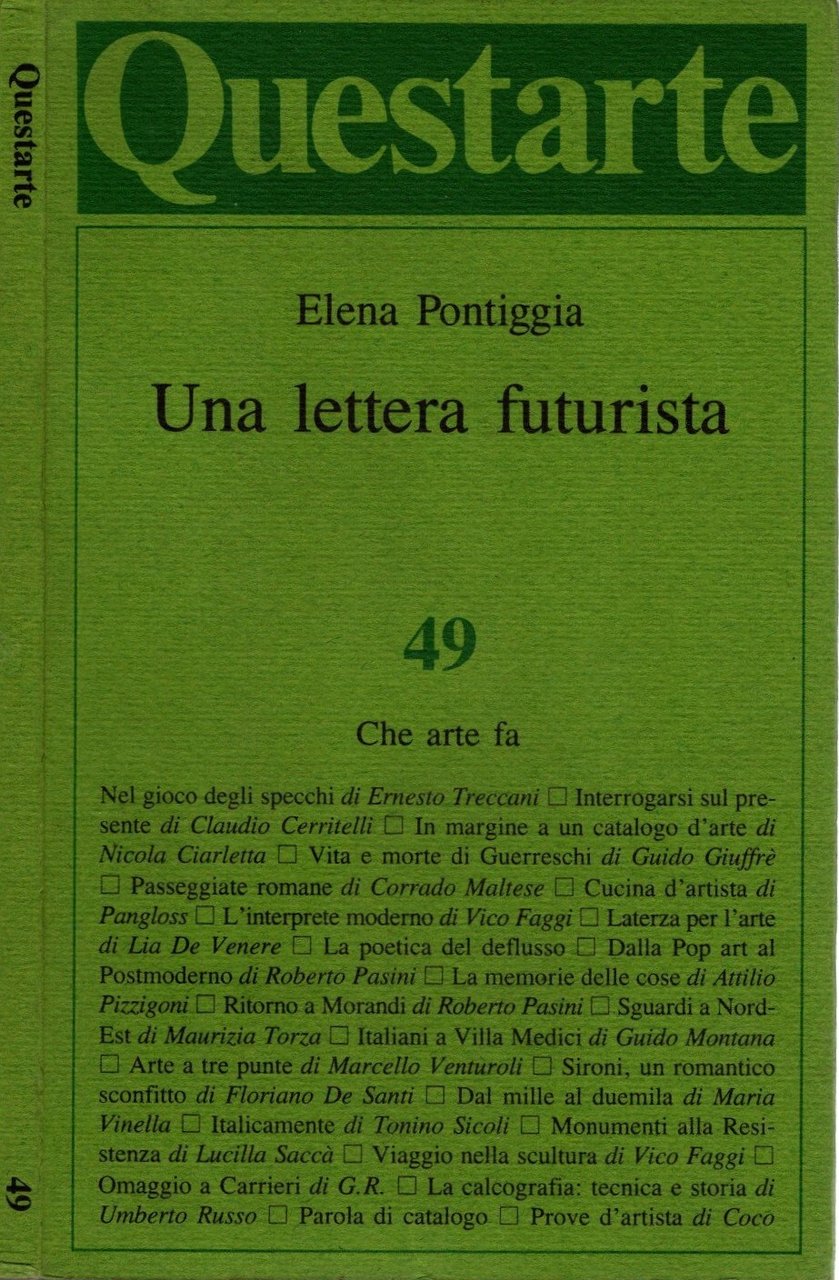 Questarte
49
Questarte
Elena Pontiggia
Una lettera futurista
49
Che arte fa
Nel gioco degli specchi di Ernesto Treccani □ Interrogarsi sul pre-
sente di Claudio Cerritelli □ In margine a un catalogo d'arte di
Nicola Ciarletta □ Vita e morte di Guerreschi di Guido Giuffrè
□ Passeggiate romane di Corrado Maltese □ Cucina d'artista di
Pangloss □ L'interprete moderno di Vico Faggi □ Laterza per l'arte
di Lia De Venere □ La poetica del deflusso □ Dalla Pop art al
Postmoderno di Roberto Pasini □ La memorie delle cose di Attilio
Pizzigoni □ Ritorno a Morandi di Roberto Pasini □ Sguardi a Nord-
Est di Maurizia Torza □ Italiani a Villa Medici di Guido Montana
□ Arte a tre punte di Marcello Venturoli □ Sironi, un romantico
sconfitto di Floriano De Santi □ Dal mille al duemila di Maria
Vinella □ Italicamente di Tonino Sicoli □ Monumenti alla Resi-
stenza di Lucilla Saccà □ Viaggio nella scultura di Vico Faggi □
Omaggio a Carrieri di G.R. □ La calcografia: tecnica e storia di
Umberto Russo □ Parola di catalogo □ Prove d'artista di Coco